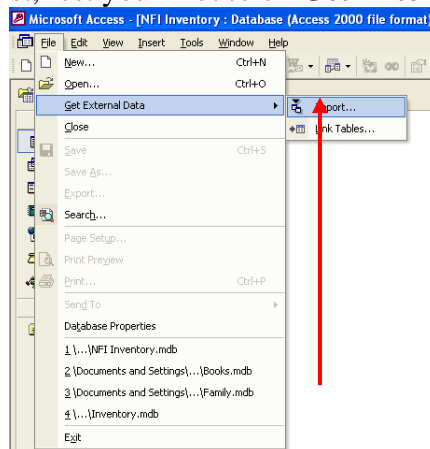 Microsoft Access - [NFI Inventory : Database (Access 2000 file format)
File Edit View Insert Tools Window Help
New... Ctrl+N
Open... Ctrl+O
Get External Data
Import...
Close
Link Tables...
Save Ctrl+S
Save As...
Export...
Search...
Page Setup...
Print Preview
Print... Ctrl+P
Send To
Database Properties
1 \...\NFI Inventory.mdb
2 \Documents and Settings\...\Books.mdb
3 \Documents and Settings\...\Family.mdb
4 \...\Inventory.mdb
Exit